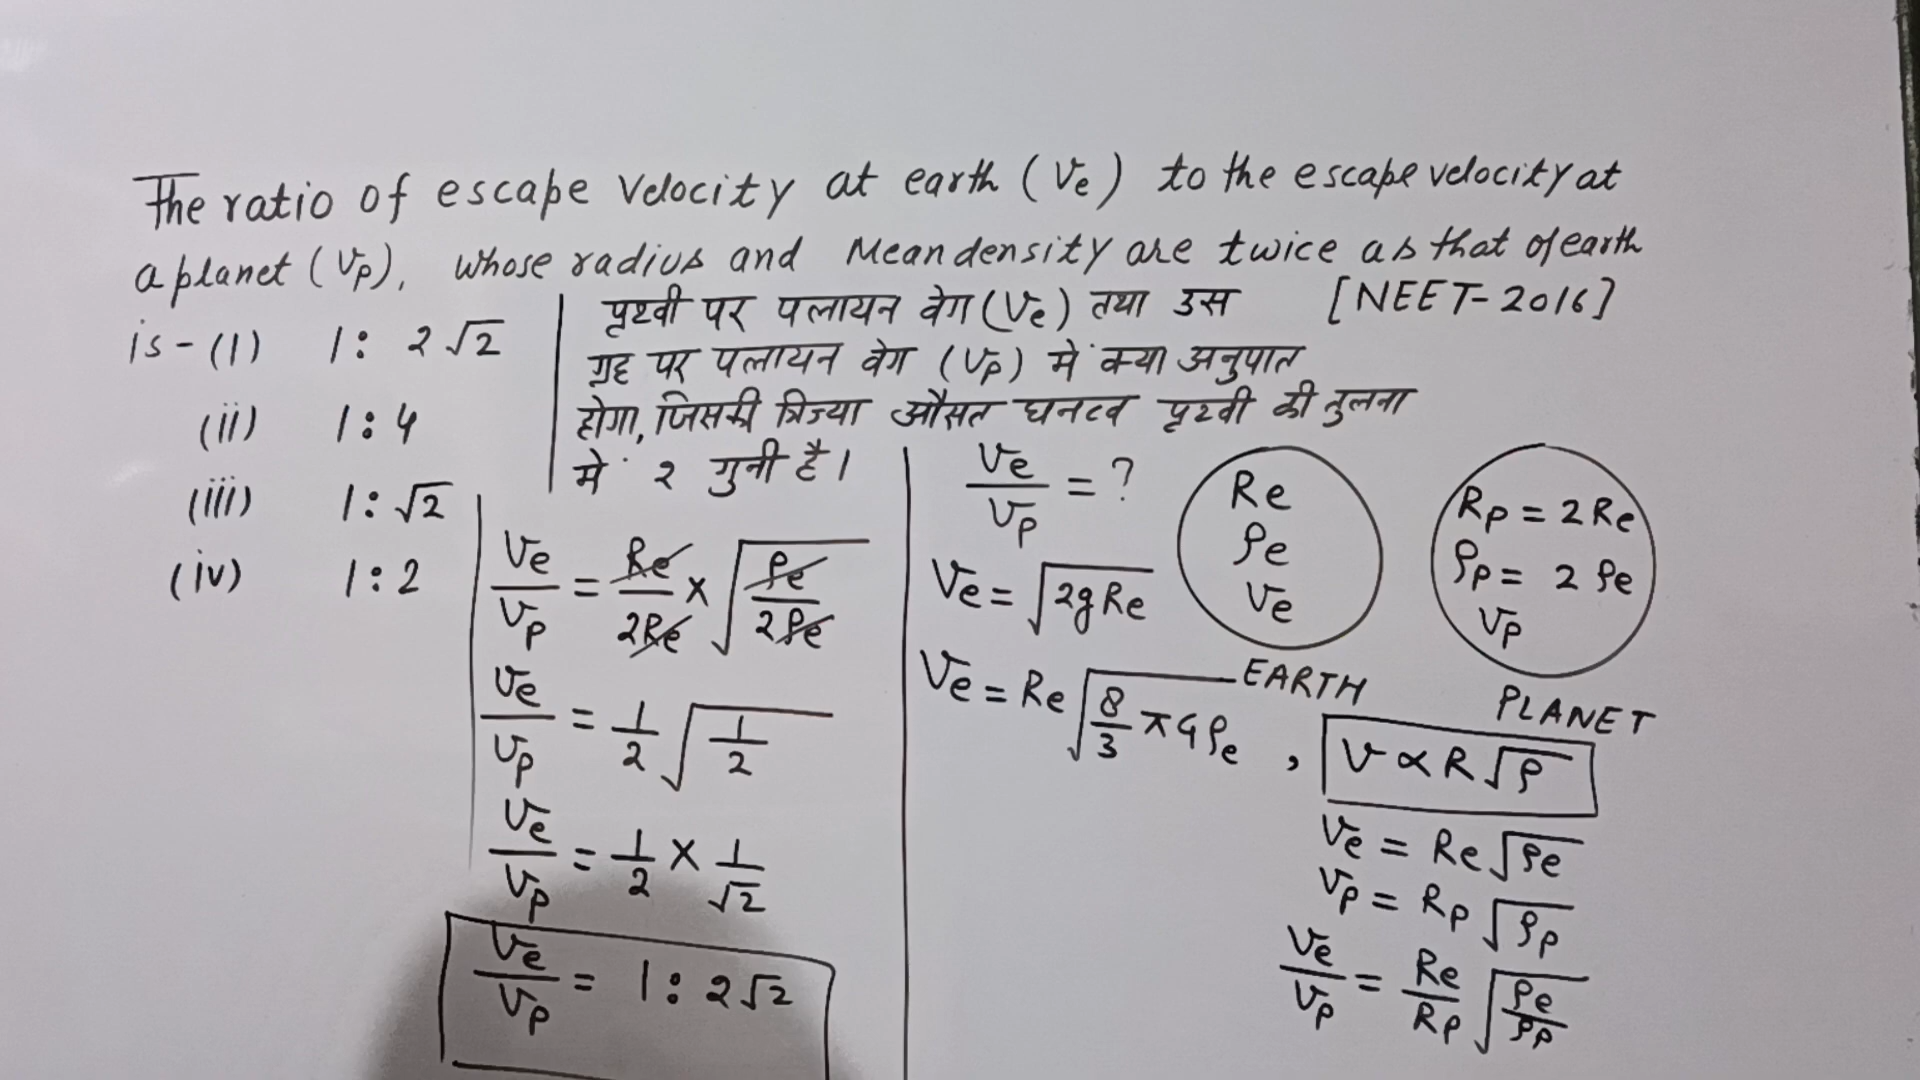 The ratio of escape velocity at earth (Ve) to the escape velocity at
a planet (Vp), whose radius and Mean density are twice as that of earth
is - (1) 1 : 2√2
(ii) 1 : 4
(iii) 1 : √2
(iv) 1 : 2
पृथ्वी पर पलायन वेग (Ve) तथा उस [NEET-2016]
ग्रह पर पलायन वेग (Vp) में क्या अनुपात
होगा, जिसकी त्रिज्या औसत घनत्व पृथ्वी की तुलना
में २ गुनी है।
Ve/Vp = ?
Ve = √2gRe
Ve = Re √8/3 πGρe , V ∝ R√ρ
Re
ρe
Ve
EARTH
Rp = 2Re
ρp = 2ρe
Vp
PLANET
Ve = Re√ρe
Vp = Rp√ρp
Ve/Vp = Re/Rp √ρe/ρp
Ve/Vp = Re/2Re × √ρe/2ρe
Ve/Vp = 1/2 √1/2
Ve/Vp = 1/2 × 1/√2
Ve/Vp = 1 : 2√2